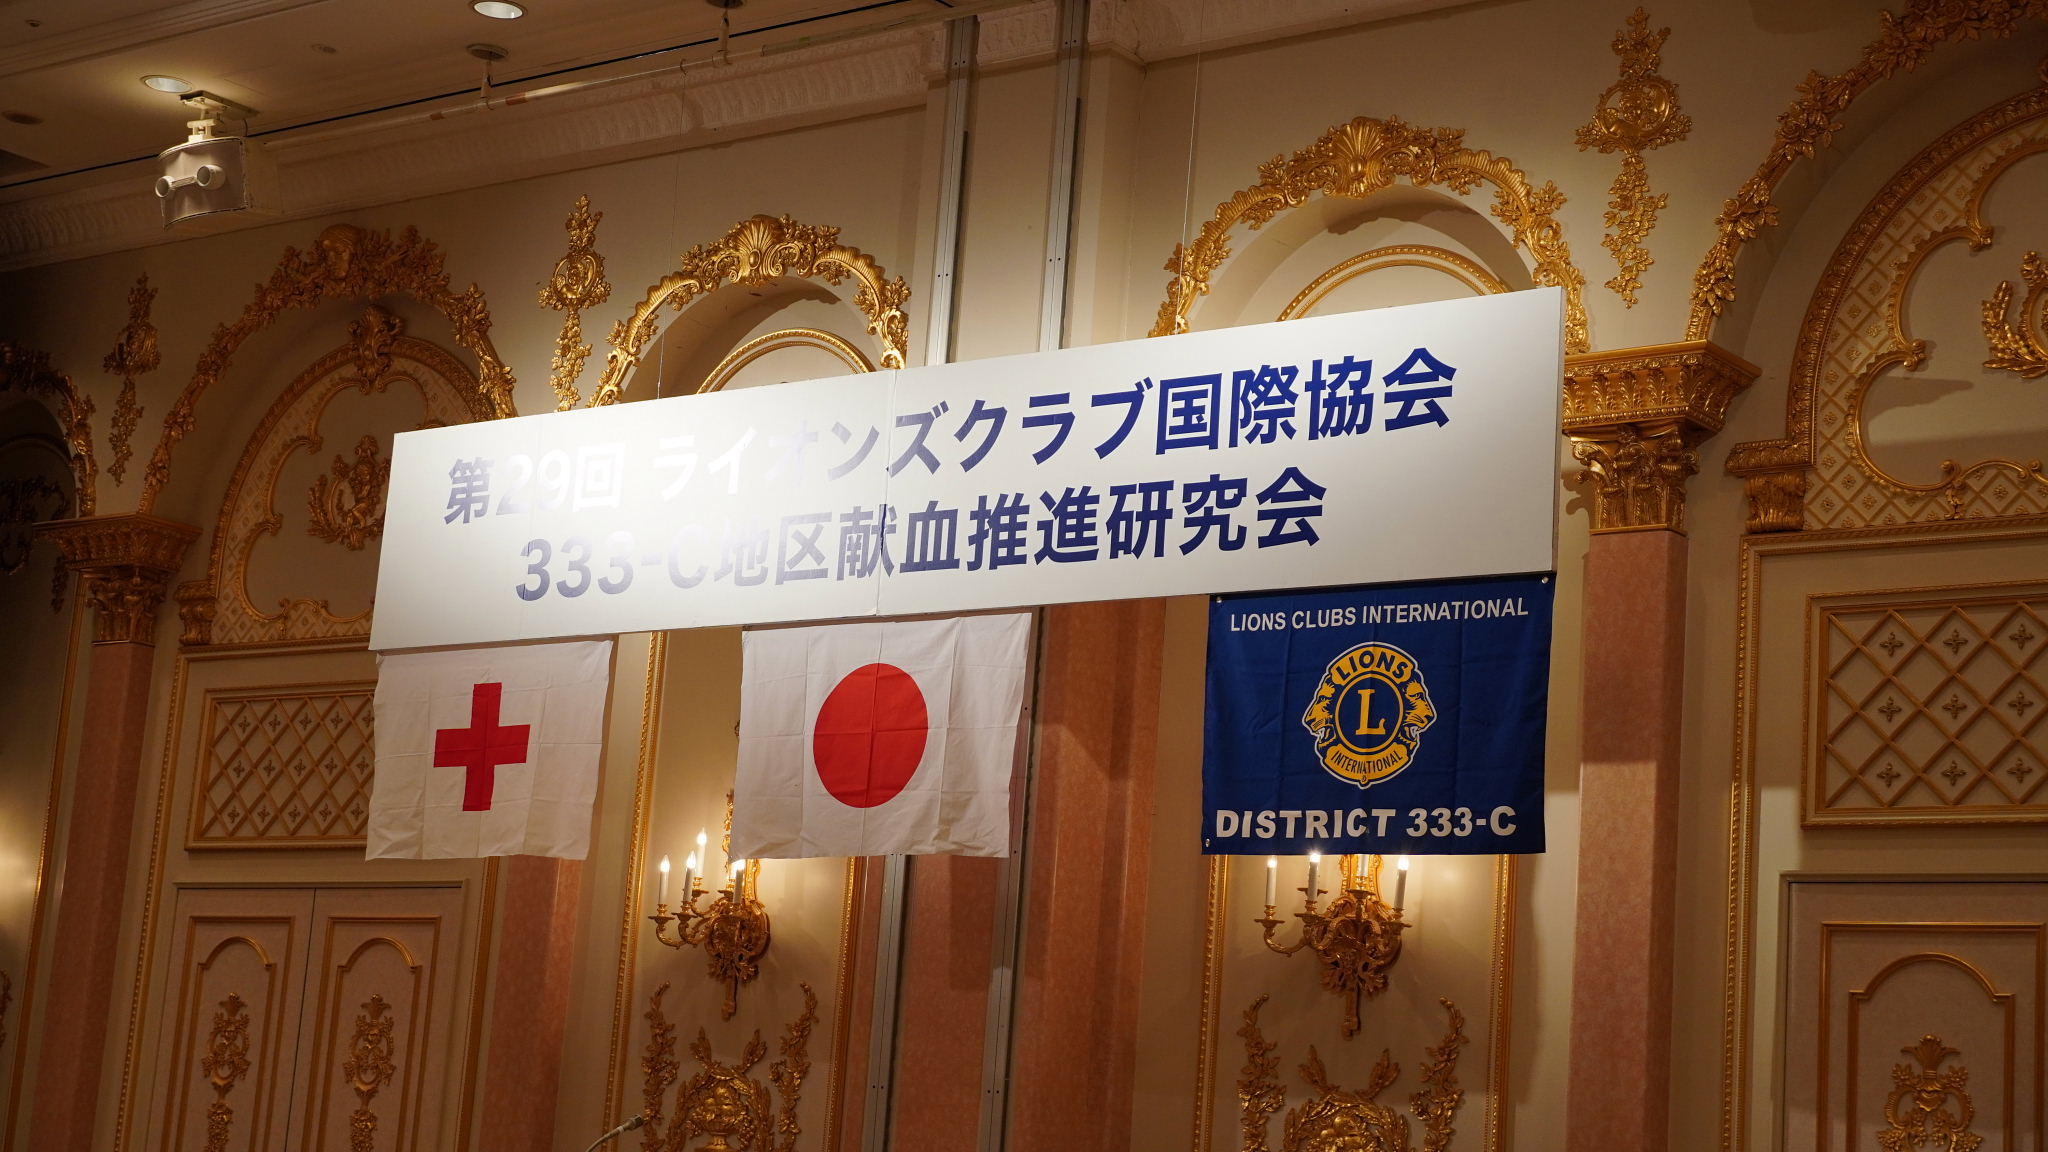 第29回 ライオンズクラブ国際協会
333-C地区献血推進研究会
LIONS CLUBS INTERNATIONAL
LIONS
L
INTERNATIONAL
DISTRICT 333-C